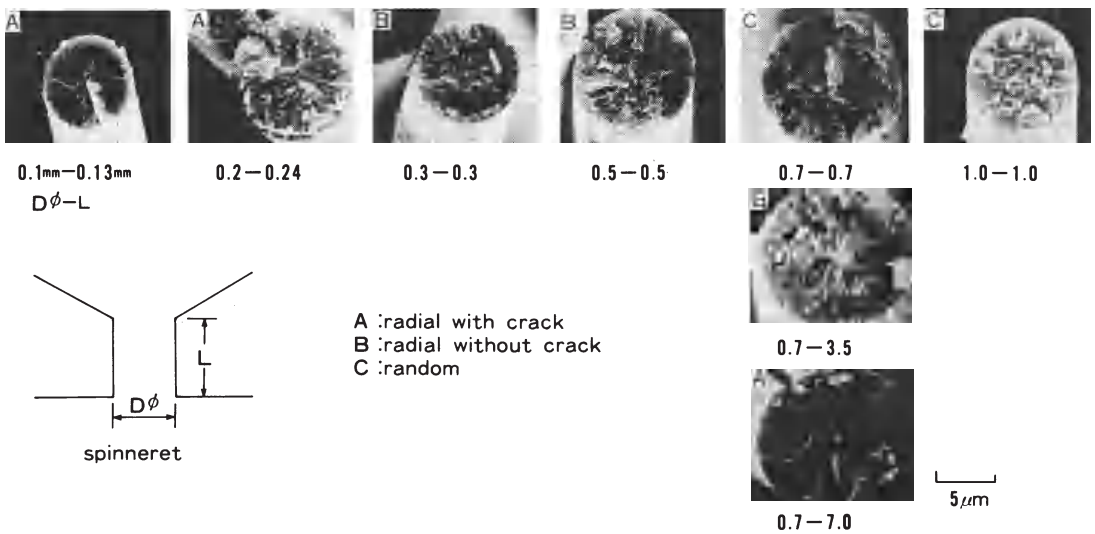 A A B B C C
0.1mm—0.13mm 0.2—0.24 0.3—0.3 0.5—0.5 0.7—0.7 1.0—1.0
Dφ—L
B
A :radial with crack
B :radial without crack
C :random
0.7—3.5
L
Dφ
A
spinneret
5μm
0.7—7.0